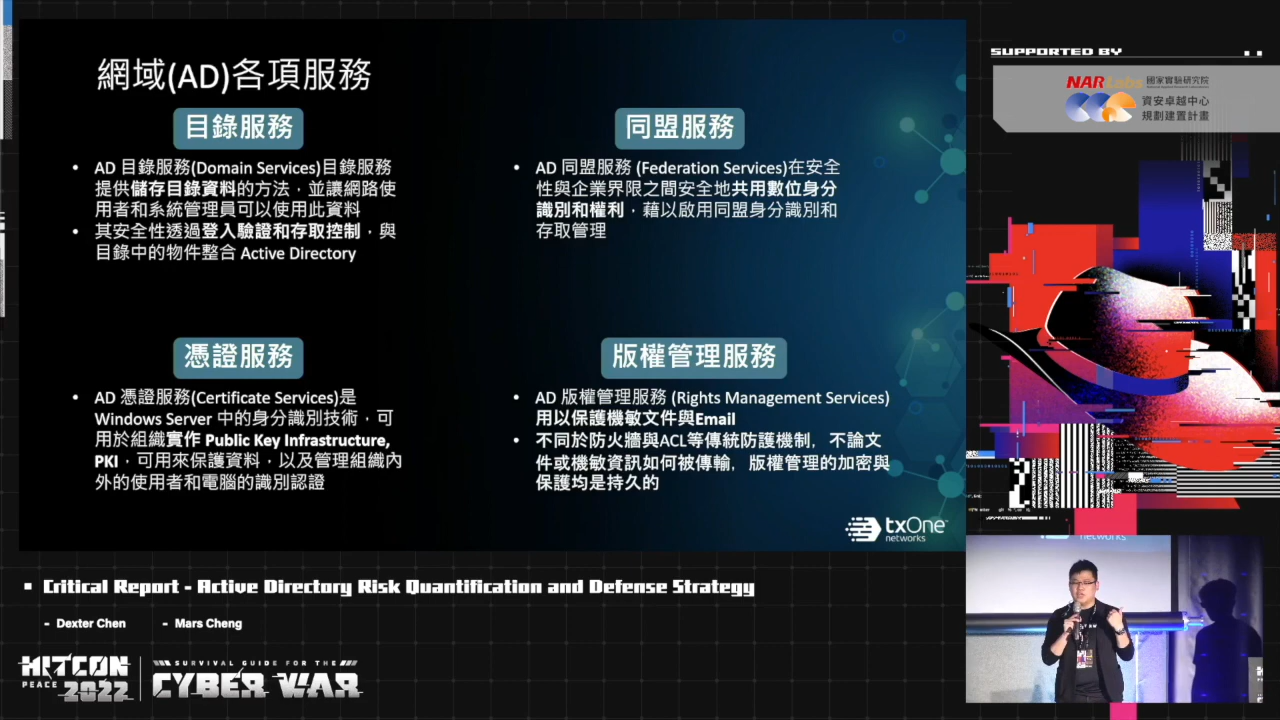 網域(AD)各項服務
目錄服務
• AD 目錄服務(Domain Services)目錄服務
提供儲存目錄資料的方法，並讓網路使
用者和系統管理員可以使用此資料
• 其安全性透過登入驗證和存取控制，與
目錄中的物件整合 Active Directory
同盟服務
• AD 同盟服務 (Federation Services)在安全
性與企業界限之間安全地共用數位身分
識別和權利，藉以啟用同盟身分識別和
存取管理
憑證服務
• AD 憑證服務(Certificate Services)是
Windows Server 中的身分識別技術，可
用於組織實作 Public Key Infrastructure,
PKI，可用來保護資料，以及管理組織內
外的使用者和電腦的識別認證
版權管理服務
• AD 版權管理服務 (Rights Management Services)
用以保護機敏文件與Email
• 不同於防火牆與ACL等傳統防護機制，不論文
件或機敏資訊如何被傳輸，版權管理的加密與
保護均是持久的
txOne
networks
SUPPORTED BY
NARLabs 國家實驗研究院
資安卓越中心
規劃建置計畫
networks
Critical Report - Active Directory Risk Quantification and Defense Strategy
- Dexter Chen - Mars Cheng
HITCON
PEACE 2022
SURVIVAL GUIDE FOR THE
CYBER WAR